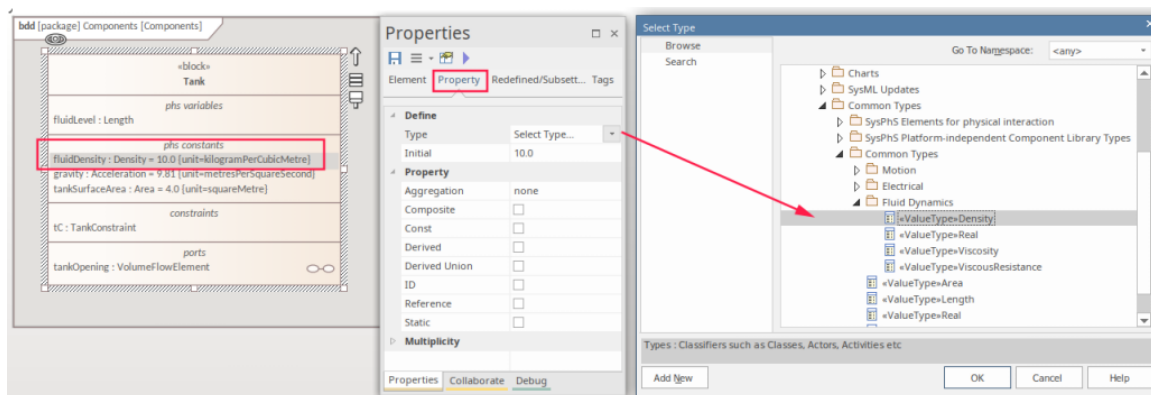 bdd [package] Components [Components]
«block»
Tank
phs variables
fluidLevel : Length
phs constants
fluidDensity : Density = 10.0 {unit=kilogramPerCubicMetre}
gravity : Acceleration = 9.81 {unit=metresPerSquareSecond}
tankSurfaceArea : Area = 4.0 {unit=squareMetre}
constraints
tC : TankConstraint
ports
tankOpening : VolumeFlowElement
Properties
Element Property Redefined/Subsett... Tags
Define
Type Select Type...
Initial 10.0
Property
Aggregation none
Composite
Const
Derived
Derived Union
ID
Reference
Static
Multiplicity
Properties Collaborate Debug
Select Type
Browse
Search
Go To Namespace: <any>
Charts
SysML Updates
Common Types
SysPhS Elements for physical interaction
SysPhS Platform-independent Component Library Types
Common Types
Motion
Electrical
Fluid Dynamics
«ValueType»Density
«ValueType»Real
«ValueType»Viscosity
«ValueType»ViscousResistance
«ValueType»Area
«ValueType»Length
«ValueType»Real
Types : Classifiers such as Classes, Actors, Activities etc
Add New OK Cancel Help